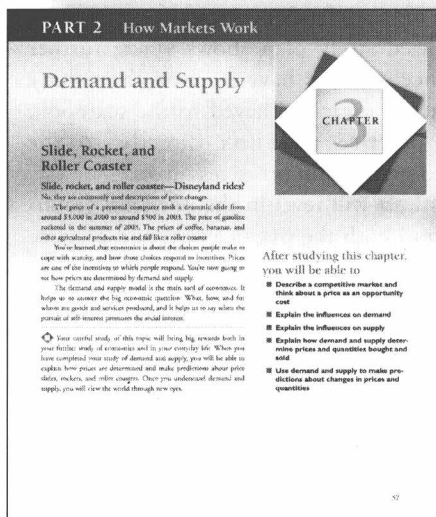 PART 2 How Markets Work
Demand and Supply
CHAPTER
3
Slide, Rocket, and
Roller Coaster
Slide, rocket, and roller coaster—Disneyland rides?
No, they are commonly used descriptions of price changes.
The price of a personal computer took a dramatic slide from
around $3,000 in 2000 to around $500 in 2003. The price of gasoline
rocketed in the summer of 2003. The prices of coffee, bananas, and
other agricultural products rise and fall like a roller coaster.
You've learned that economics is about the choices people make to
cope with scarcity, and how those choices respond to incentives. Prices
are one of the incentives to which people respond. You're now going to
see how prices are determined by demand and supply.
The demand and supply model is the main tool of economics. It
helps us to answer the big economic question: What, how, and for
whom are goods and services produced, and it helps us to say when the
pursuit of self-interest promotes the social interest.
Your careful study of this topic will bring big rewards both in
your further study of economics and in your everyday life. When you
have completed your study of demand and supply, you will be able to
explain how prices are determined and make predictions about price
slides, rockets, and roller coasters. Once you understand demand and
supply, you will view the world through new eyes.
After studying this chapter,
you will be able to
Describe a competitive market and
think about a price as an opportunity
cost
Explain the influences on demand
Explain the influences on supply
Explain how demand and supply deter-
mine prices and quantities bought and
sold
Use demand and supply to make pre-
dictions about changes in prices and
quantities
57